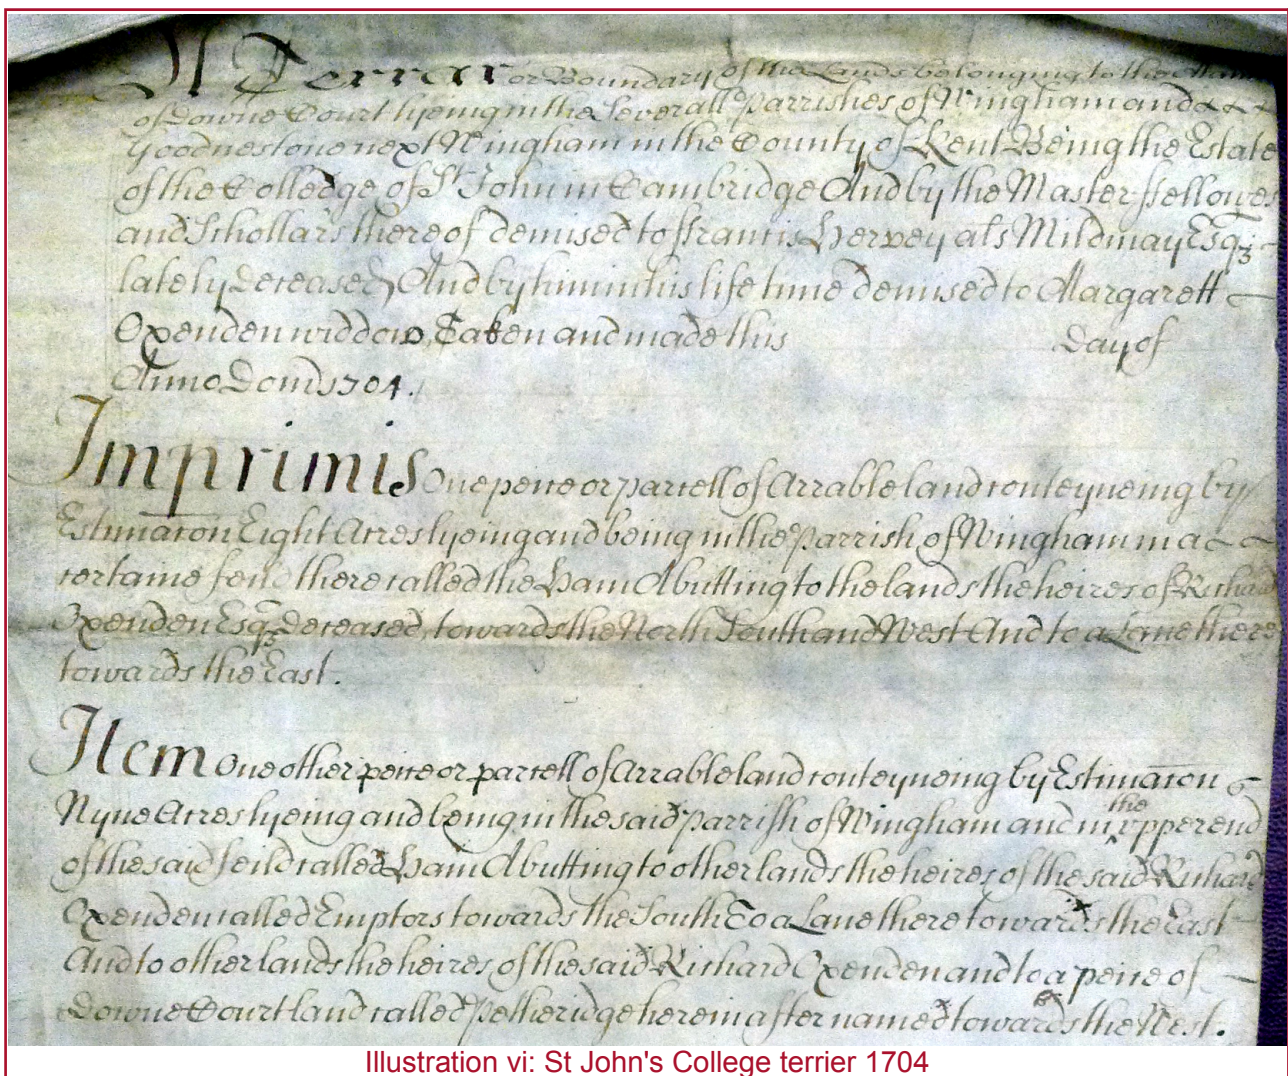 A Terrar or Boundary of the Lands belonging to the
of Downe Court lyeing in the Severall Parrishes of Wingham and
Goodnestone next Wingham in the County of Kent Being the Estate
of the Colledge of St John in Cambridge And by the Master ffellowes
and Schollars thereof demised to ffrancis Hervey als Mildmay Esqr
lately deceased, And by him in his life time demised to Margarett
Oxenden widdow, Taken and made this Day of
Anno Dom 1704.
Imprimis One peice or parcell of Arrable land conteyneing by
Estimacon Eight Acres lyeing and being in the Parrish of Wingham in a
certaine feild there called the Ham Abutting to the lands the heires of Richard
Oxenden Esqr Deceased, towards the North South and West And to a Lane there
towards the East.
Item One other peice or parcell of Arrable land conteyneing by Estimacon
Nyne Acres lyeing and being in the said Parrish of Wingham and in the upper end
of the said feild called Ham Abutting to other lands the heires of the said Richard
Oxenden called Emptors towards the South To a Lane there towards the East
And to other lands the heires of the said Richard Oxenden and to a peice of
Downe Court land called Petheridge hereinafter named towards the West.
Illustration vi: St John's College terrier 1704